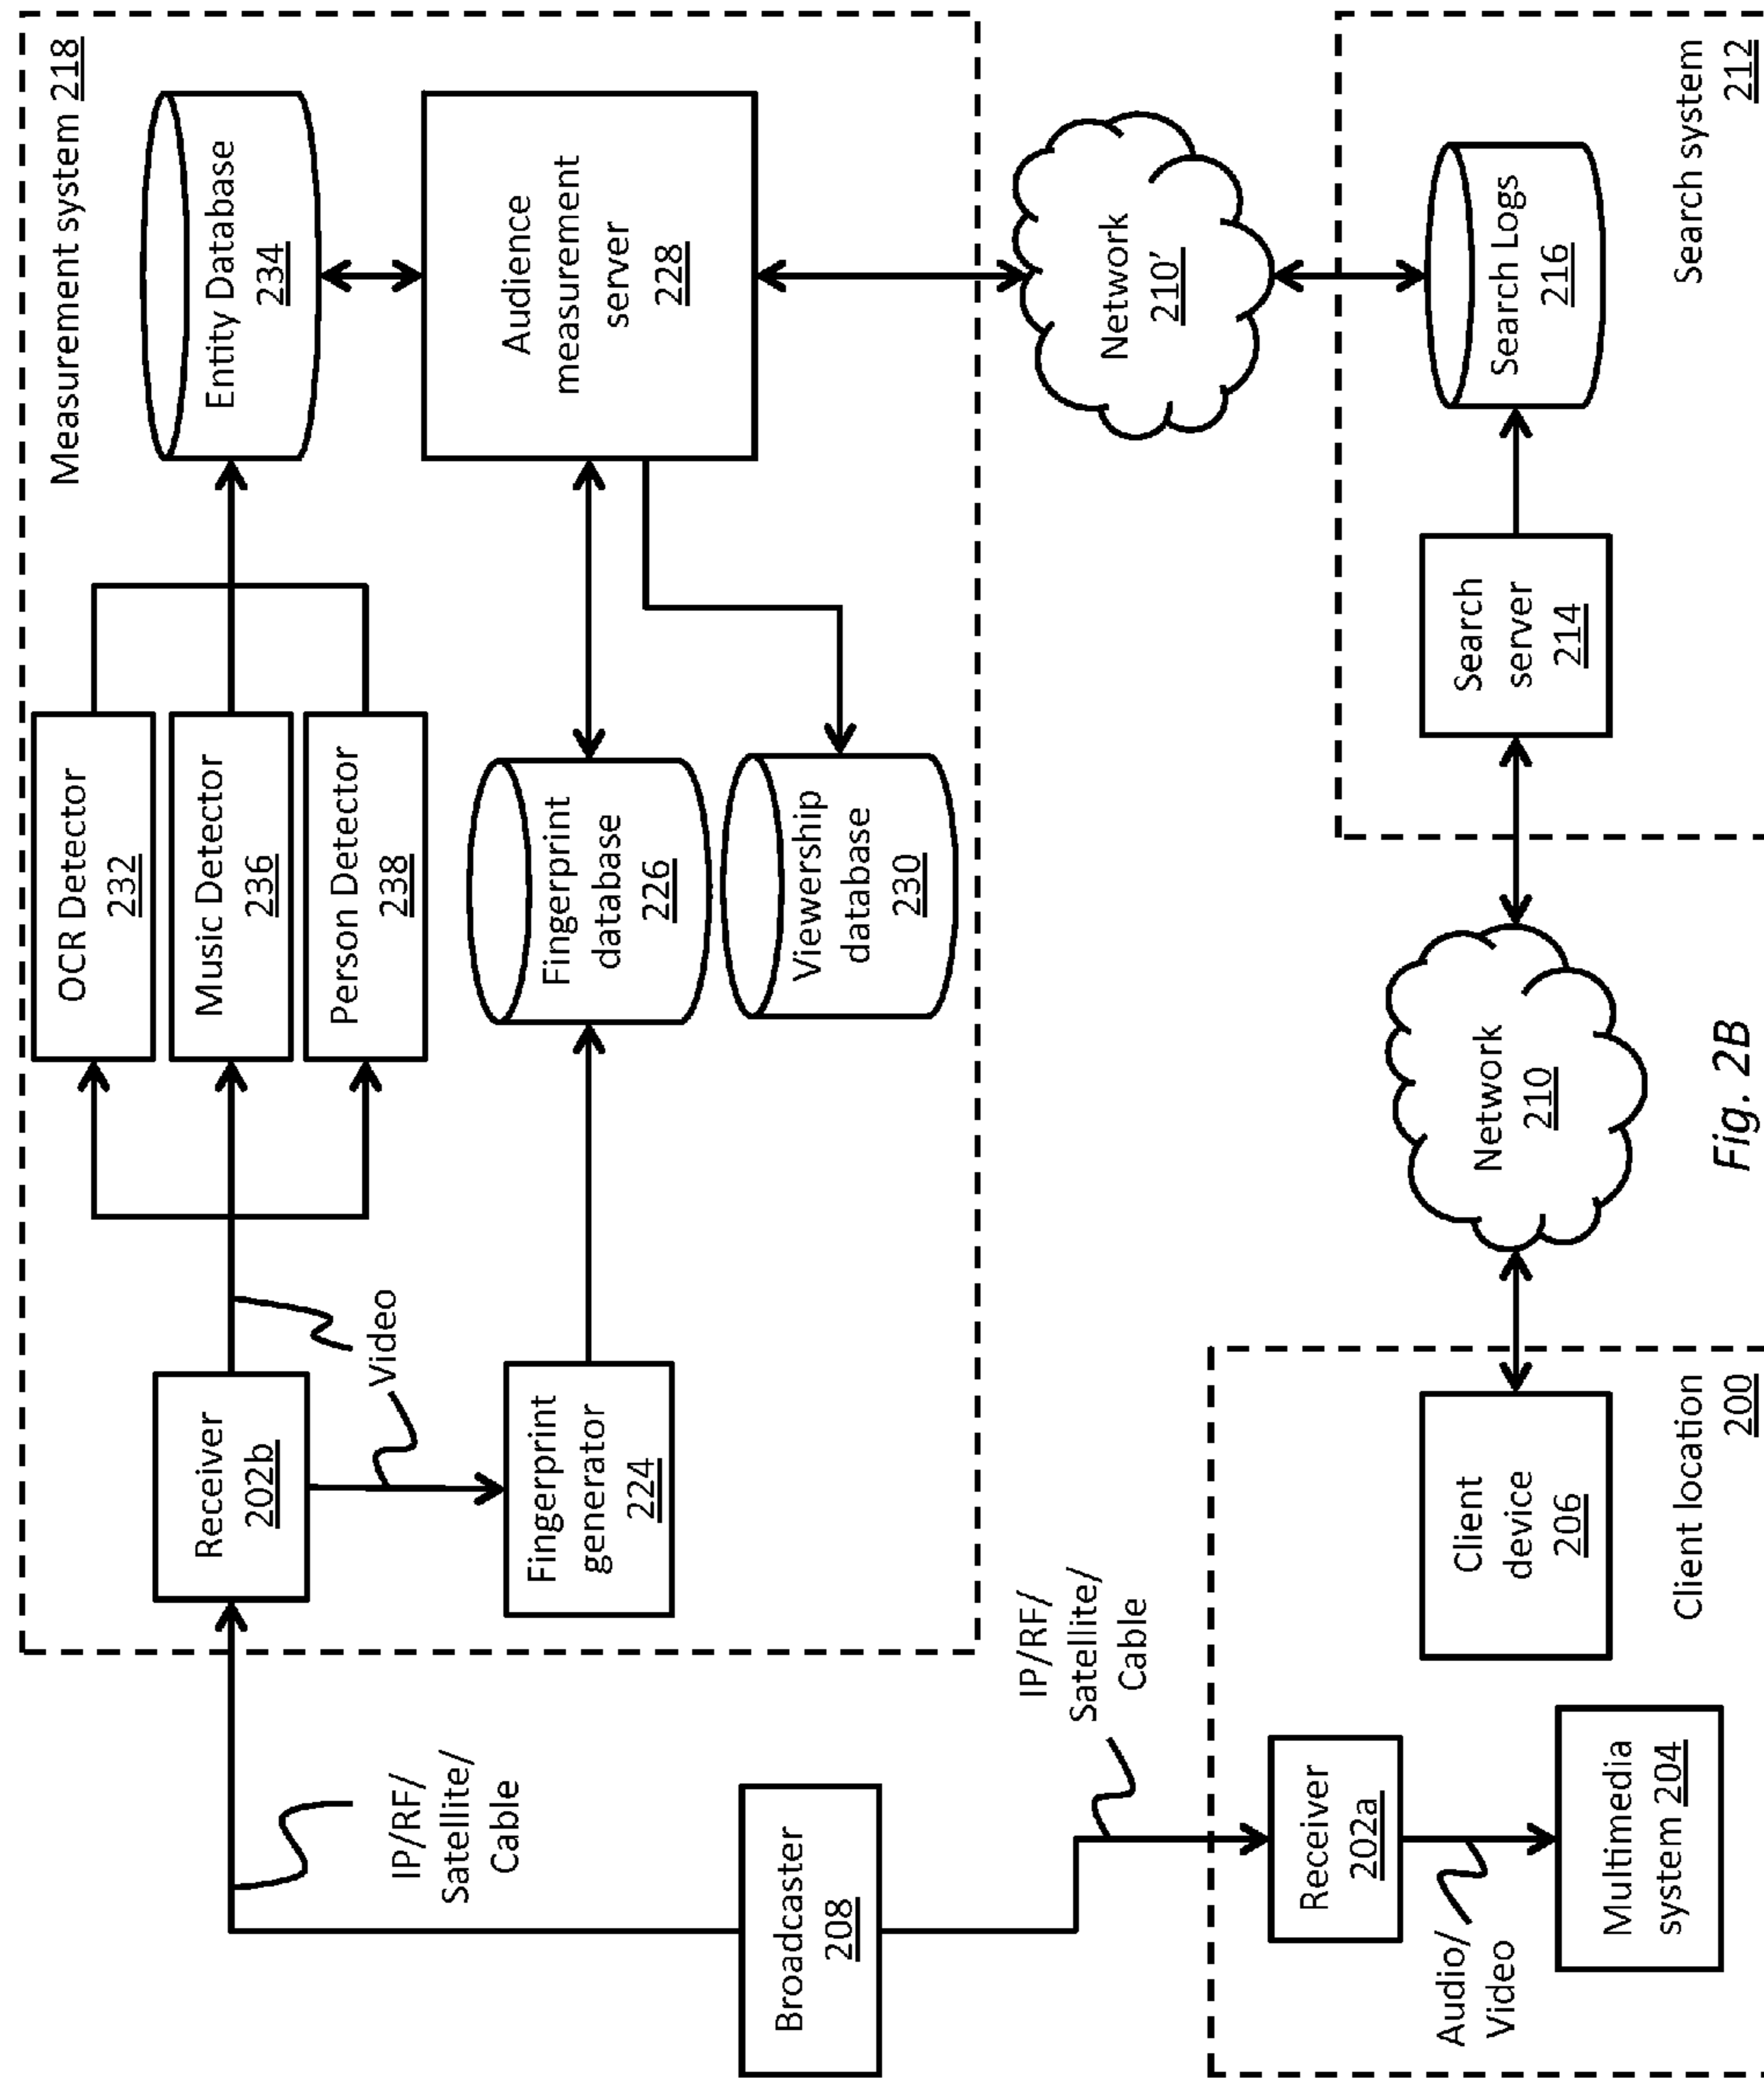 Measurement system 218
OCR Detector
232
Music Detector
236
Person Detector
238
Entity Database
234
Receiver
202b
Video
Fingerprint
generator
224
Fingerprint
database
226
Viewership
database
230
Audience
measurement
server
228
IP/RF/
Satellite/
Cable
Broadcaster
208
IP/RF/
Satellite/
Cable
Network
210’
Receiver
202a
Audio/
Video
Multimedia
system 204
Client
device
206
Client location
200
Network
210
Search
server
214
Search Logs
216
Search system
212
Fig. 2B